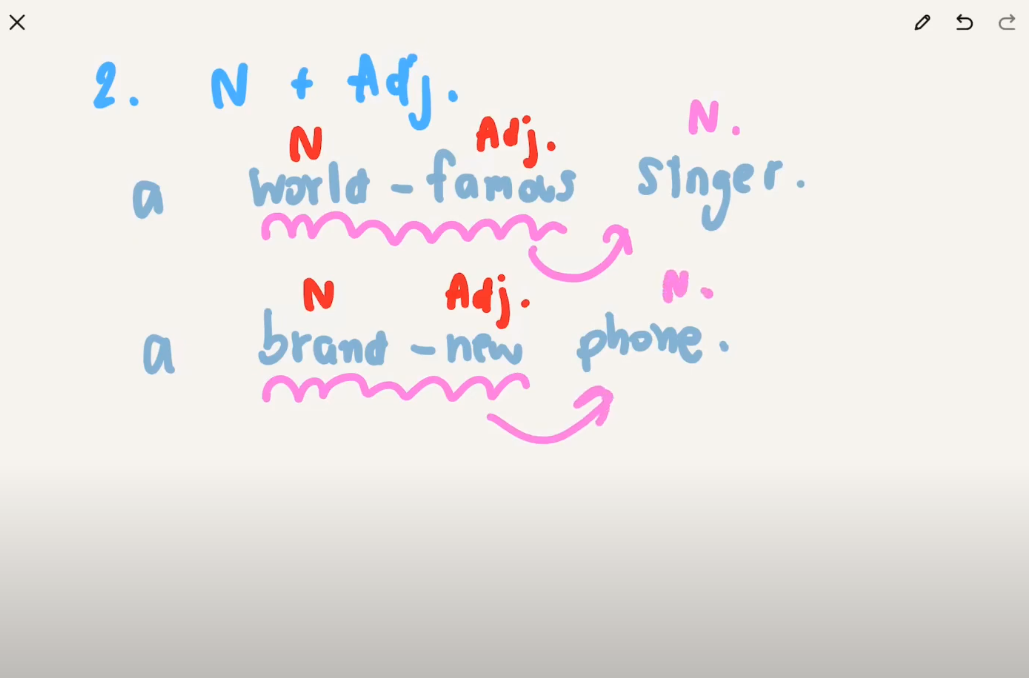 2. N + Adj.
N Adj. N.
a world-famous singer.
N Adj. N.
a brand-new phone.